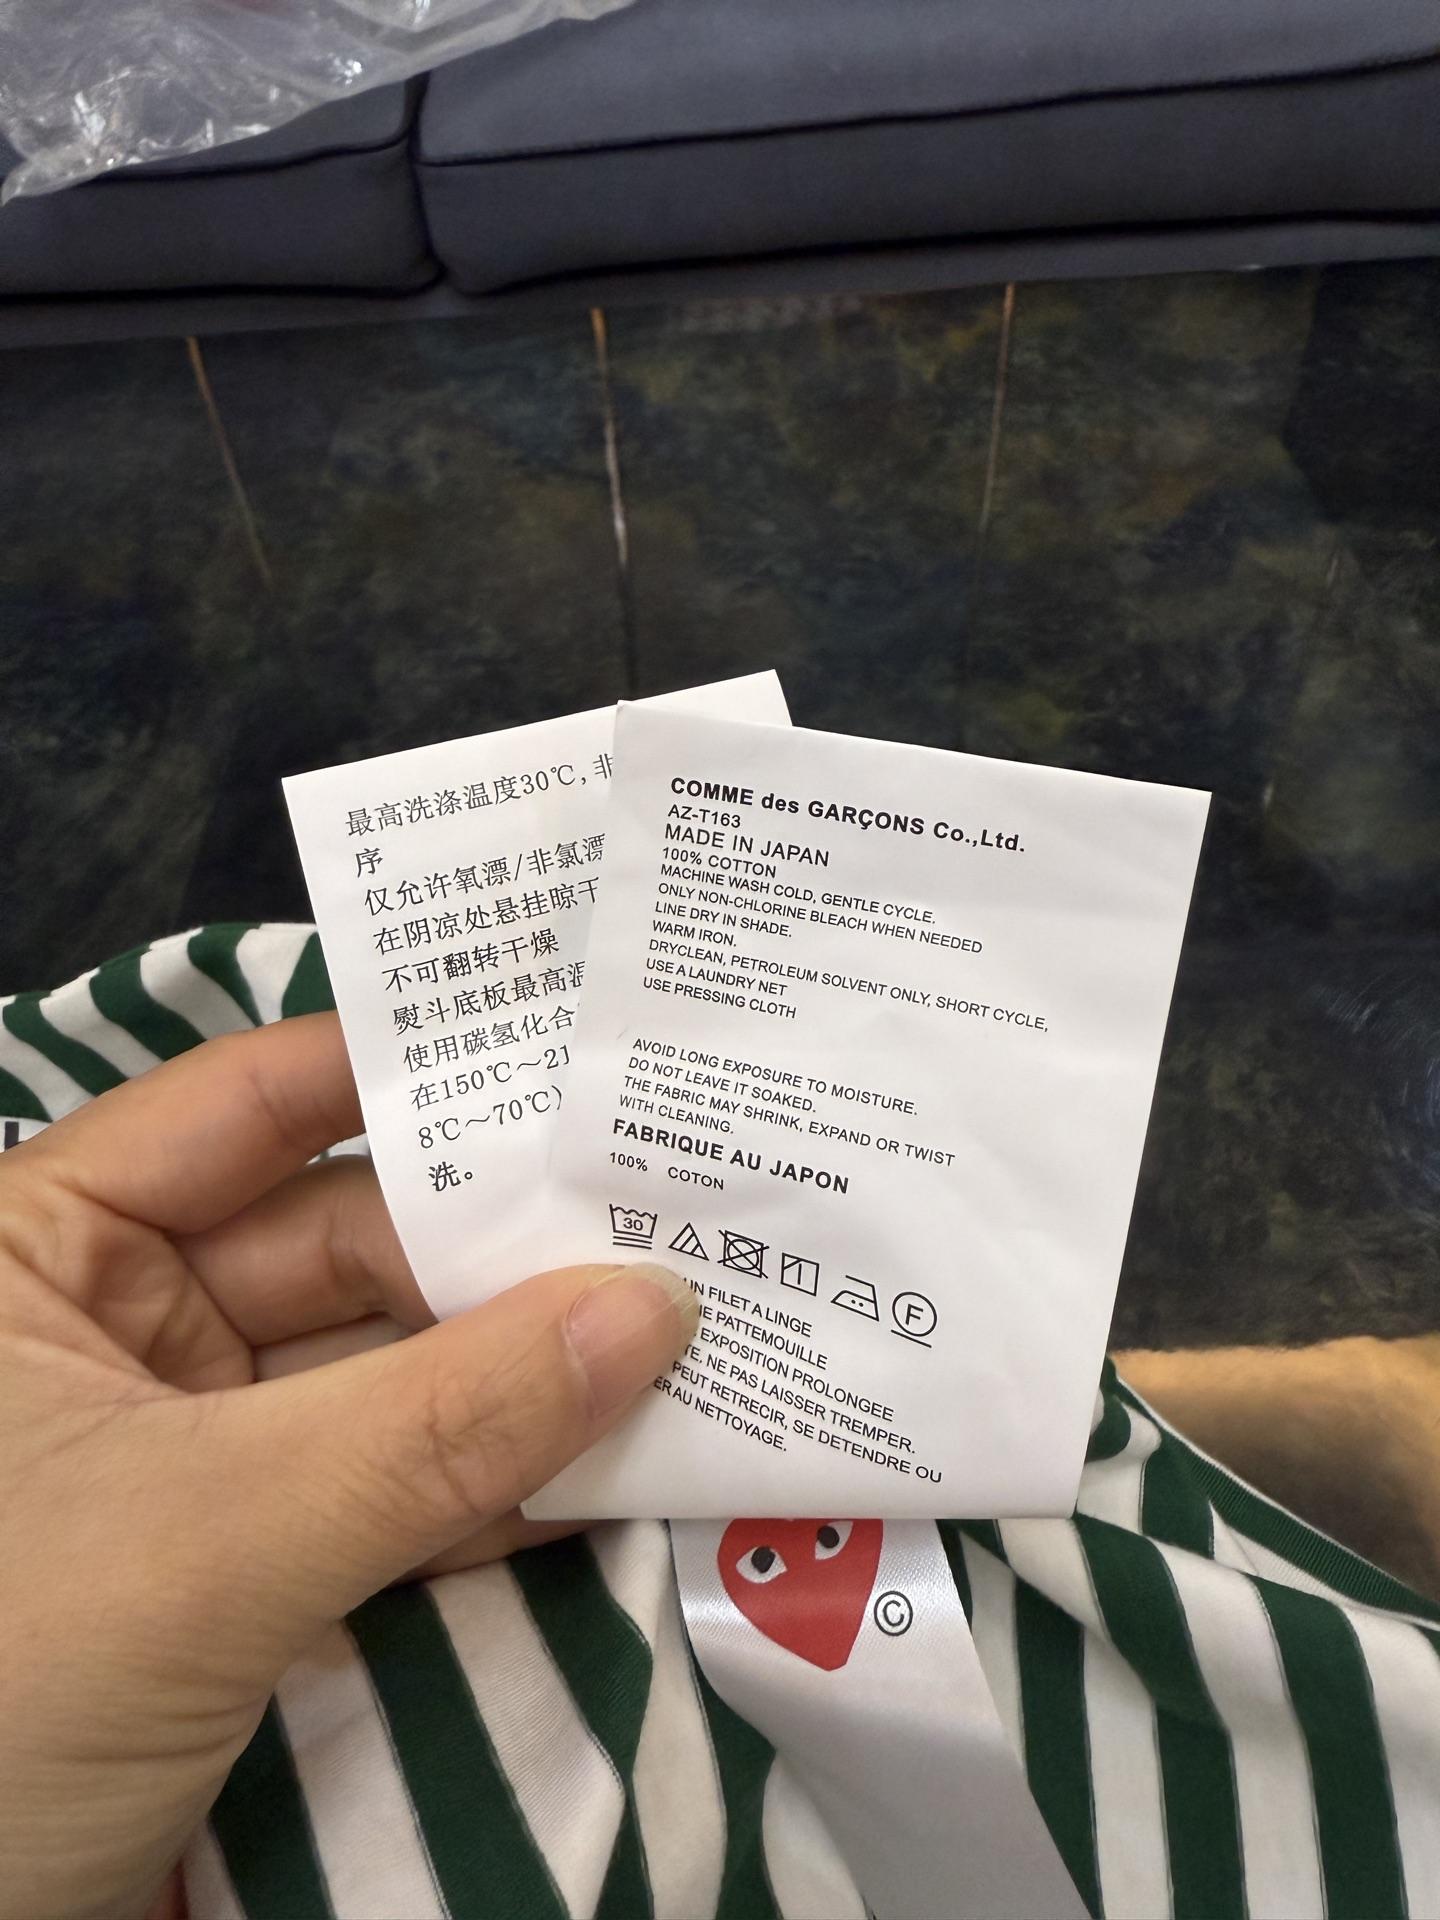 最高洗涤温度30℃,非
序
仅允许氧漂/非氯漂
在阴凉处悬挂晾干
不可翻转干燥
熨斗底板最高温
使用碳氢化合
在150℃～21
8℃～70℃)
洗。
COMME des GARÇONS Co.,Ltd.
AZ-T163
MADE IN JAPAN
100% COTTON
MACHINE WASH COLD, GENTLE CYCLE.
ONLY NON-CHLORINE BLEACH WHEN NEEDED
LINE DRY IN SHADE.
WARM IRON.
DRYCLEAN, PETROLEUM SOLVENT ONLY, SHORT CYCLE,
USE A LAUNDRY NET
USE PRESSING CLOTH
AVOID LONG EXPOSURE TO MOISTURE.
DO NOT LEAVE IT SOAKED.
THE FABRIC MAY SHRINK, EXPAND OR TWIST
WITH CLEANING.
FABRIQUE AU JAPON
100% COTON
30
F
UN FILET A LINGE
PATTEMOUILLE
EXPOSITION PROLONGEE
NE PAS LAISSER TREMPER.
PEUT RETRECIR, SE DETENDRE OU
AU NETTOYAGE.
©